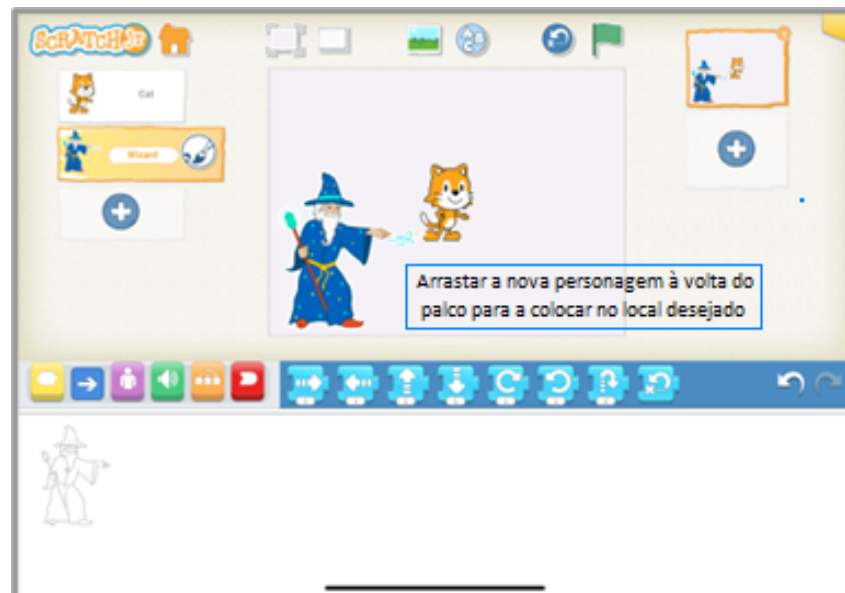 SCRATCHJR
Cat
Wizard
Arrastar a nova personagem à volta do
palco para a colocar no local desejado